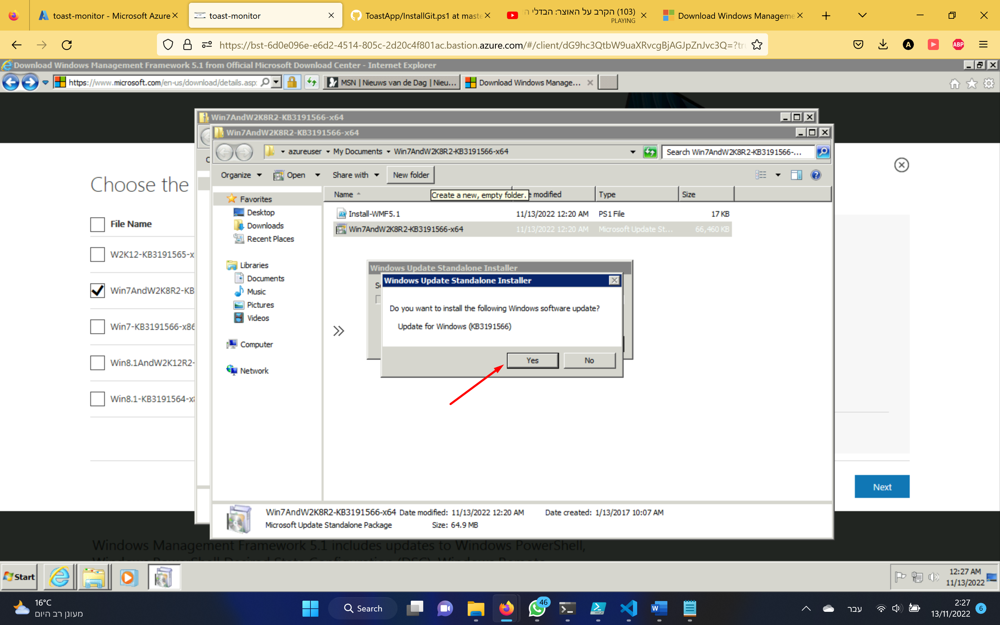 toast-monitor - Microsoft Azure
toast-monitor
ToastApp/InstallGit.ps1 at maste
(103) הקרב על האוצר: הבדלי ה
PLAYING
Download Windows Manageme
https://bst-6d0e096e-e6d2-4514-805c-2d20c4f801ac.bastion.azure.com/#/client/dG9hc3QtbW9uaXRvcgBjAGJpZnJvc3Q=?tru
ABP
Download Windows Management Framework 5.1 from Official Microsoft Download Center - Internet Explorer
https://www.microsoft.com/en-us/download/details.asp:
MSN | Nieuws van de Dag | Nieu...
Download Windows Manage...
Win7AndW2K8R2-KB3191566-x64
Win7AndW2K8R2-KB3191566-x64
azureuser
My Documents
Win7AndW2K8R2-KB3191566-x64
Search Win7AndW2K8R2-KB3191566-...
Organize
Open
Share with
New folder
Choose the
Name
Create a new, empty folder.
e modified
Type
Size
Install-WMF5.1
11/13/2022 12:20 AM
PS1 File
17 KB
Win7AndW2K8R2-KB3191566-x64
11/13/2022 12:20 AM
Microsoft Update St...
66,460 KB
Favorites
Desktop
Downloads
Recent Places
Libraries
Documents
Music
Pictures
Videos
Computer
Network
File Name
W2K12-KB3191565-x
Win7AndW2K8R2-KB
Win7-KB3191566-x86
Win8.1AndW2K12R2-
Win8.1-KB3191564-x8
Windows Update Standalone Installer
Windows Update Standalone Installer
Do you want to install the following Windows software update?
Update for Windows (KB3191566)
Yes
No
Next
Win7AndW2K8R2-KB3191566-x64
Date modified: 11/13/2022 12:20 AM
Date created: 1/13/2017 10:07 AM
Microsoft Update Standalone Package
Size: 64.9 MB
Windows Management Framework 5.1 includes updates to Windows PowerShell,
Windows PowerShell Desired State Configuration (DSC), Windows Remote
Start
12:27 AM
11/13/2022
16°C
מעונן רב היום
Search
46
עבר
2:27
13/11/2022
6